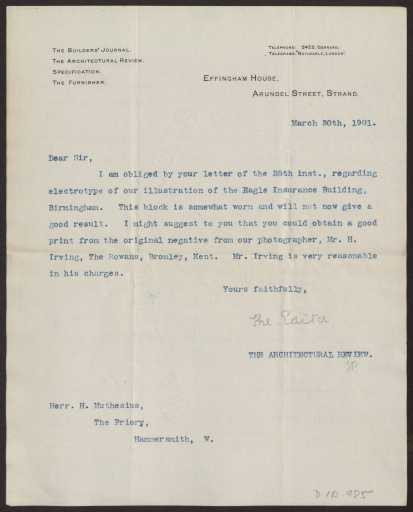 The Builders' Journal.
The Architectural Review.
Specification.
The Furnisher.
Telephone: 2455, Gerrard.
Telegrams: "Buildable, London."
Effingham House,
Arundel Street, Strand.
March 30th, 1901.
Dear Sir,
I am obliged by your letter of the 28th inst., regarding
electrotype of our illustration of the Eagle Insurance Building,
Birmingham. This block is somewhat worn and will not now give a
good result. I might suggest to you that you could obtain a good
print from the original negative from our photographer, Mr. H.
Irving, The Rowans, Bromley, Kent. Mr. Irving is very reasonable
in his charges.
Yours faithfully,
The Editor
THE ARCHITECTURAL REVIEW.
Herr. H. Muthesius,
The Priory,
Hammersmith, W.